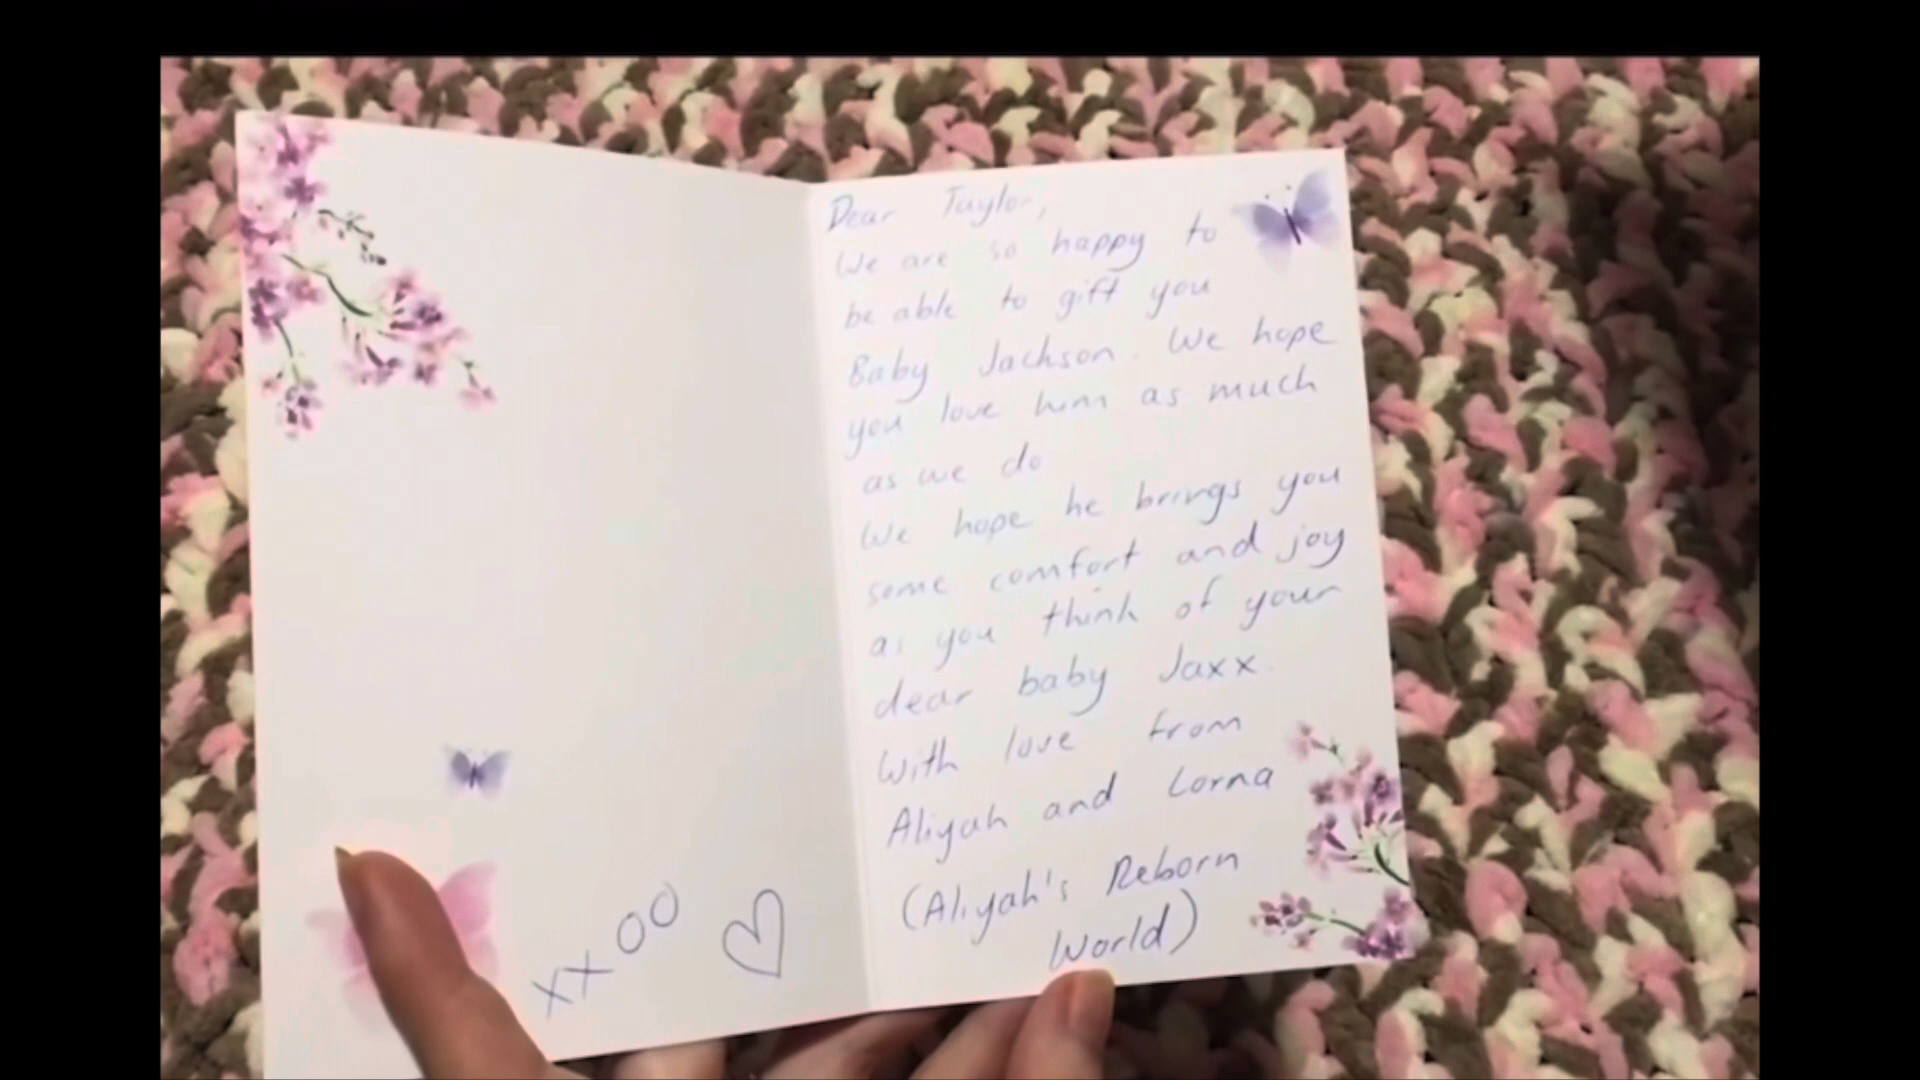 xxoo
Dear Taylor,
We are so happy to
be able to gift you
Baby Jackson. We hope
you love him as much
as we do
We hope he brings you
some comfort and joy
as you think of your
dear baby Jaxx.
With love from
Aliyah and Lorna
(Aliyah's Reborn
World)